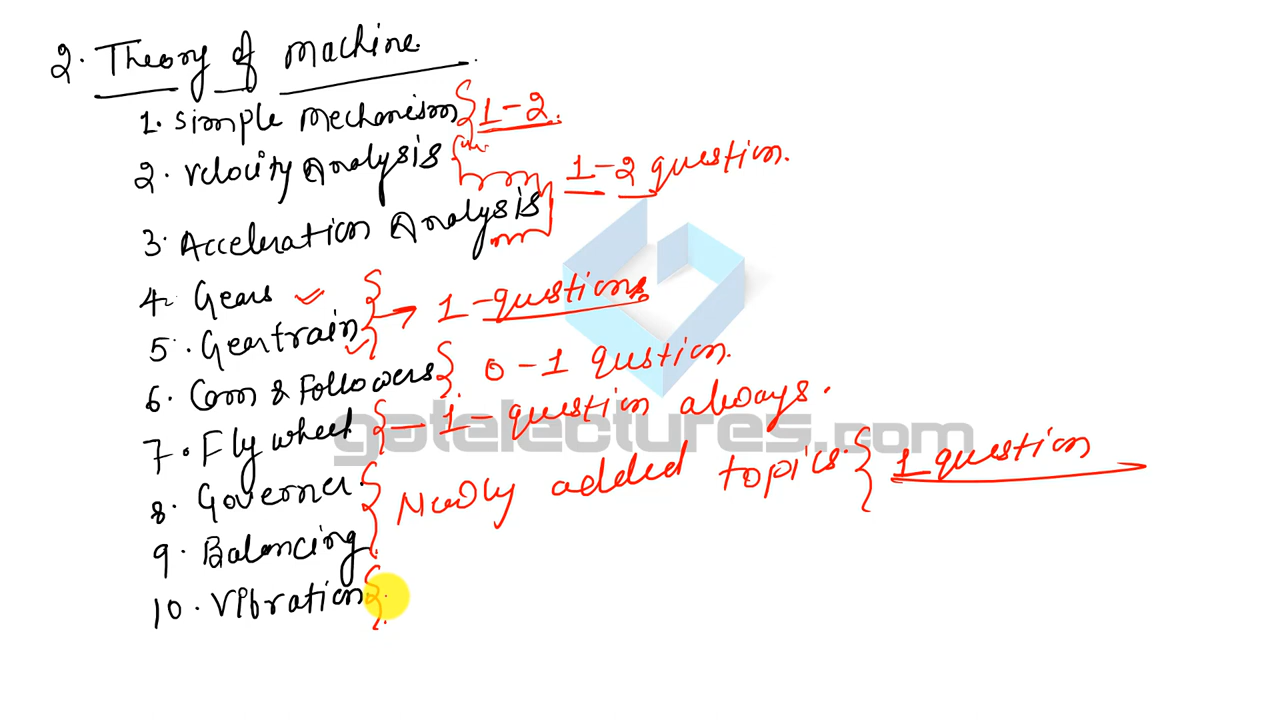 2. Theory of Machine
1. Simple Mechanism { 1-2
2. Velocity Analysis
1-2 question.
3. Acceleration Analysis
4. Gears ✓
5. Geartrain } → 1-questions.
6. Cam & Followers } 0-1 qustion.
7. Fly wheel } - 1-question always.
8. Governer
Newly added topics. { 1 question
9. Balancing
10. Vibration
gatelectures.com